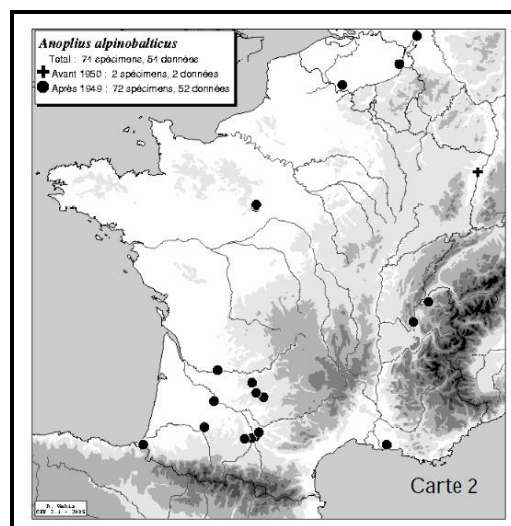 Anoplius alpinobalticus
Total : 74 spécimens, 54 données
Avant 1950 : 2 spécimens, 2 données
Après 1949 : 72 spécimens, 52 données
Carte 2
R. Wahis